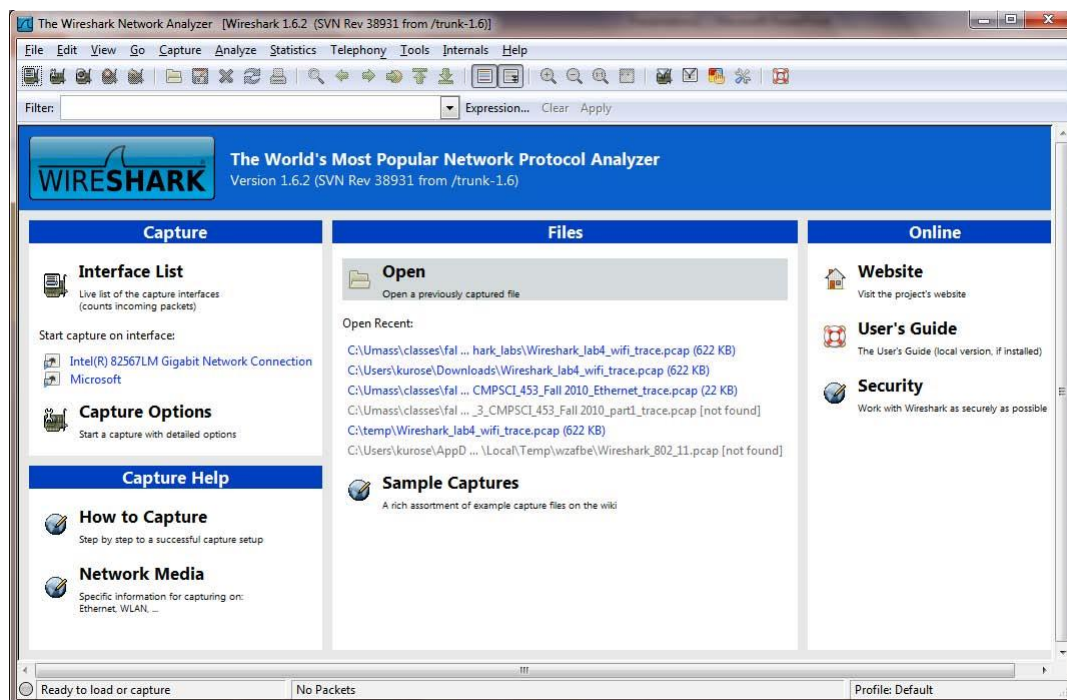 The Wireshark Network Analyzer [Wireshark 1.6.2 (SVN Rev 38931 from /trunk-1.6)]
File Edit View Go Capture Analyze Statistics Telephony Tools Internals Help
Filter: Expression... Clear Apply
WIRESHARK
The World's Most Popular Network Protocol Analyzer
Version 1.6.2 (SVN Rev 38931 from /trunk-1.6)
Capture
Interface List
Live list of the capture interfaces
(counts incoming packets)
Start capture on interface:
Intel(R) 82567LM Gigabit Network Connection
Microsoft
Capture Options
Start a capture with detailed options
Capture Help
How to Capture
Step by step to a successful capture setup
Network Media
Specific information for capturing on:
Ethernet, WLAN, ...
Files
Open
Open a previously captured file
Open Recent:
C:\Umass\classes\fal ... hark_labs\Wireshark_lab4_wifi_trace.pcap (622 KB)
C:\Users\kurose\Downloads\Wireshark_lab4_wifi_trace.pcap (622 KB)
C:\Umass\classes\fal ... CMPSCI_453_Fall 2010_Ethernet_trace.pcap (22 KB)
C:\Umass\classes\fal ... _3_CMPSCI_453_Fall 2010_part1_trace.pcap [not found]
C:\temp\Wireshark_lab4_wifi_trace.pcap (622 KB)
C:\Users\kurose\AppD ... \Local\Temp\wzafbe\Wireshark_802_11.pcap [not found]
Sample Captures
A rich assortment of example capture files on the wiki
Online
Website
Visit the project's website
User's Guide
The User's Guide (local version, if installed)
Security
Work with Wireshark as securely as possible
Ready to load or capture
No Packets
Profile: Default